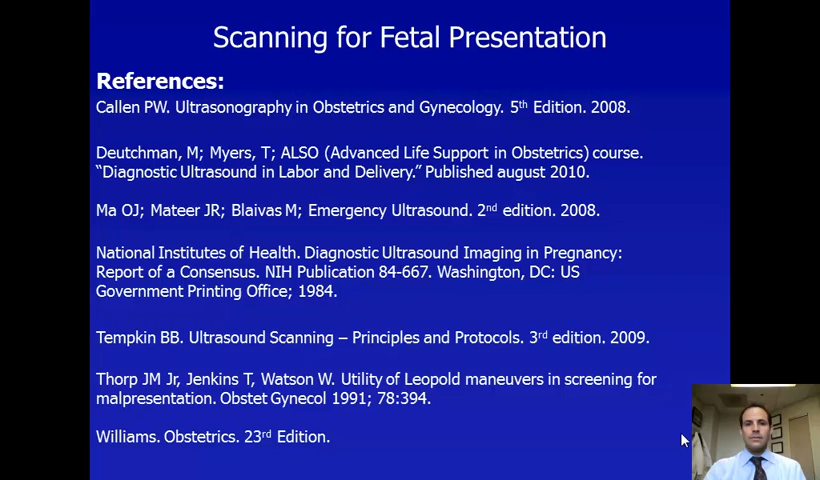 Scanning for Fetal Presentation
References:
Callen PW. Ultrasonography in Obstetrics and Gynecology. 5th Edition. 2008.
Deutchman, M; Myers, T; ALSO (Advanced Life Support in Obstetrics) course.
“Diagnostic Ultrasound in Labor and Delivery.” Published august 2010.
Ma OJ; Mateer JR; Blaivas M; Emergency Ultrasound. 2nd edition. 2008.
National Institutes of Health. Diagnostic Ultrasound Imaging in Pregnancy:
Report of a Consensus. NIH Publication 84-667. Washington, DC: US
Government Printing Office; 1984.
Tempkin BB. Ultrasound Scanning – Principles and Protocols. 3rd edition. 2009.
Thorp JM Jr, Jenkins T, Watson W. Utility of Leopold maneuvers in screening for
malpresentation. Obstet Gynecol 1991; 78:394.
Williams. Obstetrics. 23rd Edition.